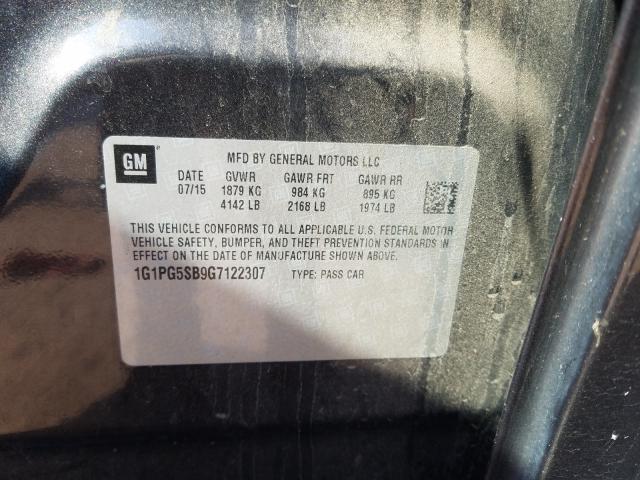 GM
MFD BY GENERAL MOTORS LLC
DATE GVWR GAWR FRT GAWR RR
07/15 1879 KG 984 KG 895 KG
4142 LB 2168 LB 1974 LB
THIS VEHICLE CONFORMS TO ALL APPLICABLE U.S. FEDERAL MOTOR
VEHICLE SAFETY, BUMPER, AND THEFT PREVENTION STANDARDS IN
EFFECT ON THE DATE OF MANUFACTURE SHOWN ABOVE.
1G1PG5SB9G7122307 TYPE: PASS CAR